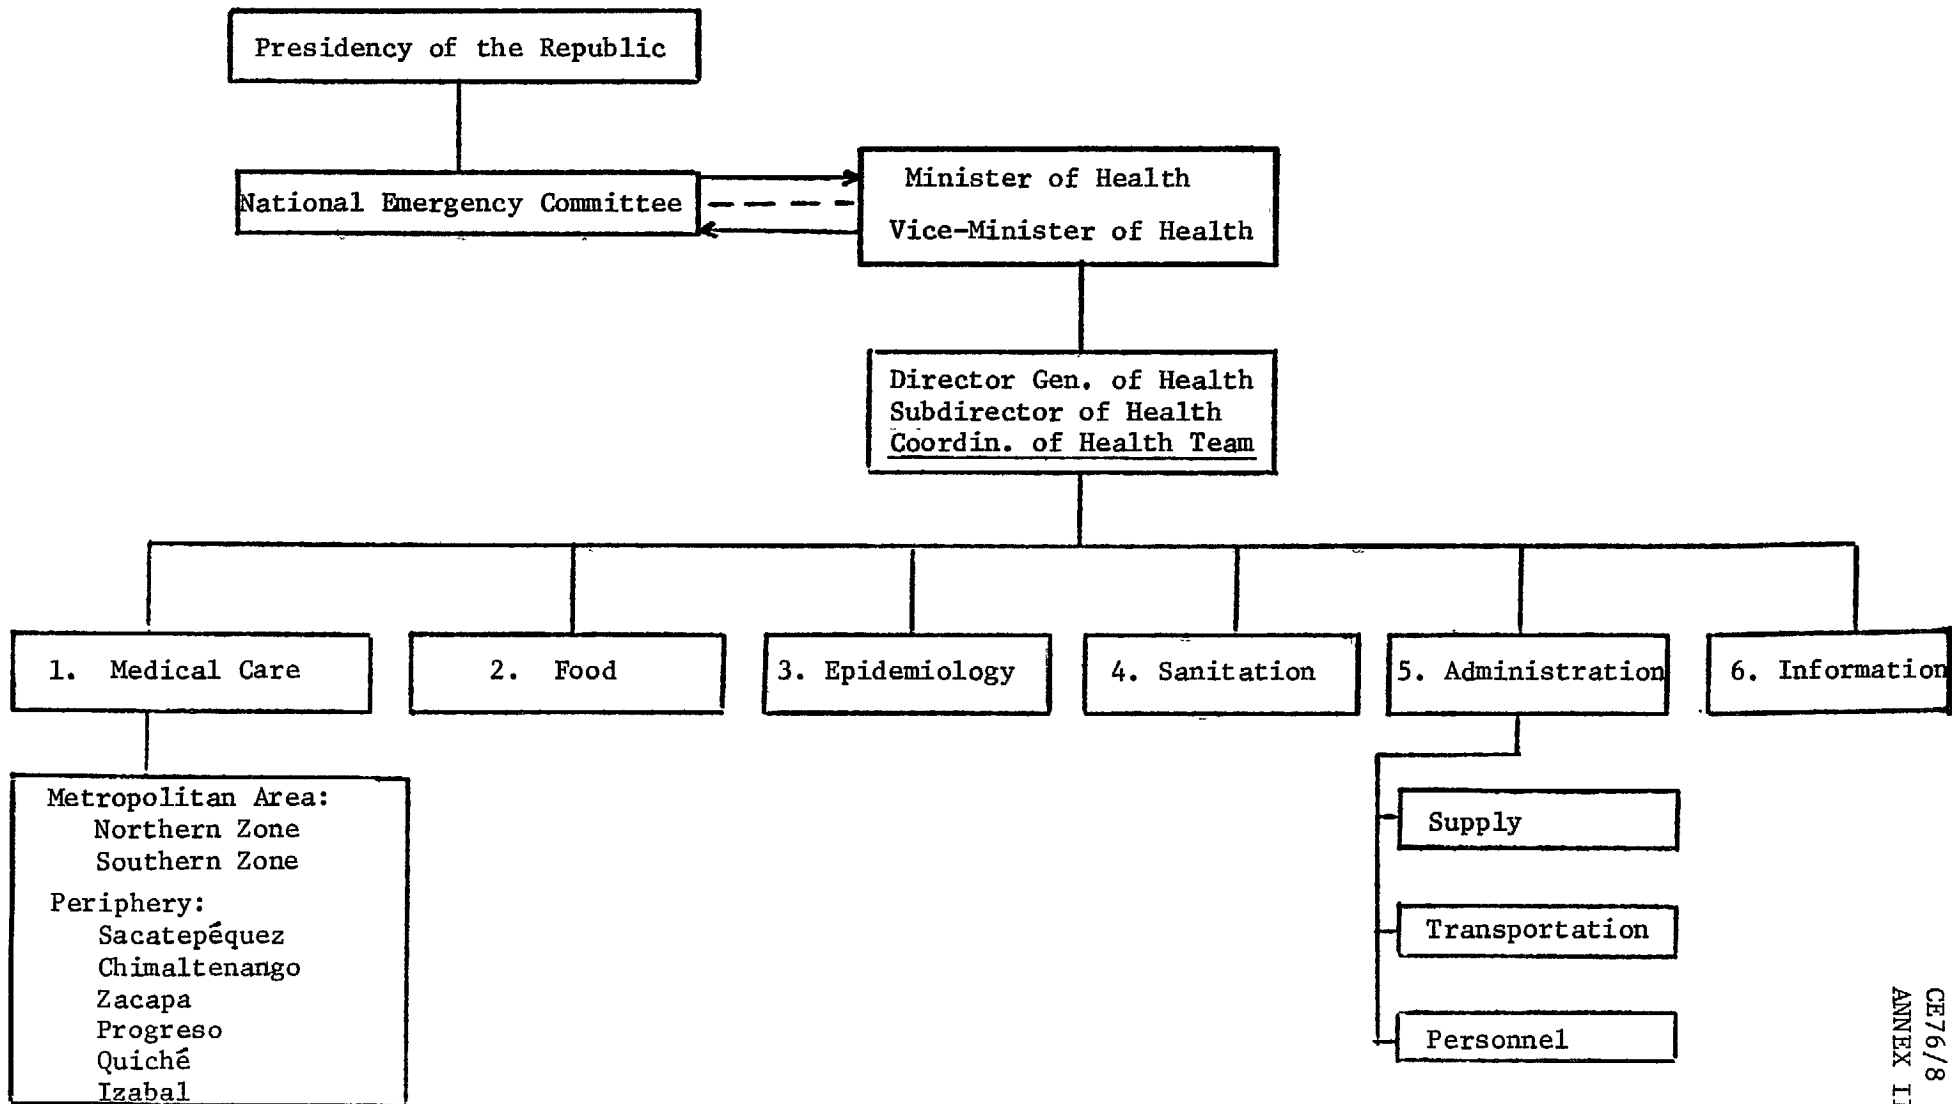 Presidency of the Republic
National Emergency Committee
Minister of Health
Vice-Minister of Health
Director Gen. of Health
Subdirector of Health
Coordin. of Health Team
1. Medical Care
2. Food
3. Epidemiology
4. Sanitation
5. Administration
6. Information
Metropolitan Area:
Northern Zone
Southern Zone
Periphery:
Sacatepéquez
Chimaltenango
Zacapa
Progreso
Quiché
Izabal
Supply
Transportation
Personnel
CE76/8
ANNEX